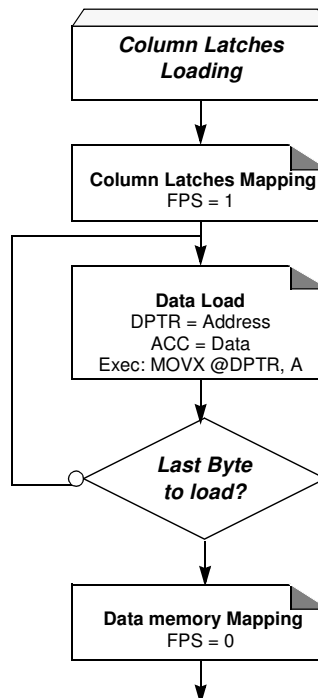 Column Latches
Loading
Column Latches Mapping
FPS = 1
Data Load
DPTR = Address
ACC = Data
Exec: MOVX @DPTR, A
Last Byte
to load?
Data memory Mapping
FPS = 0